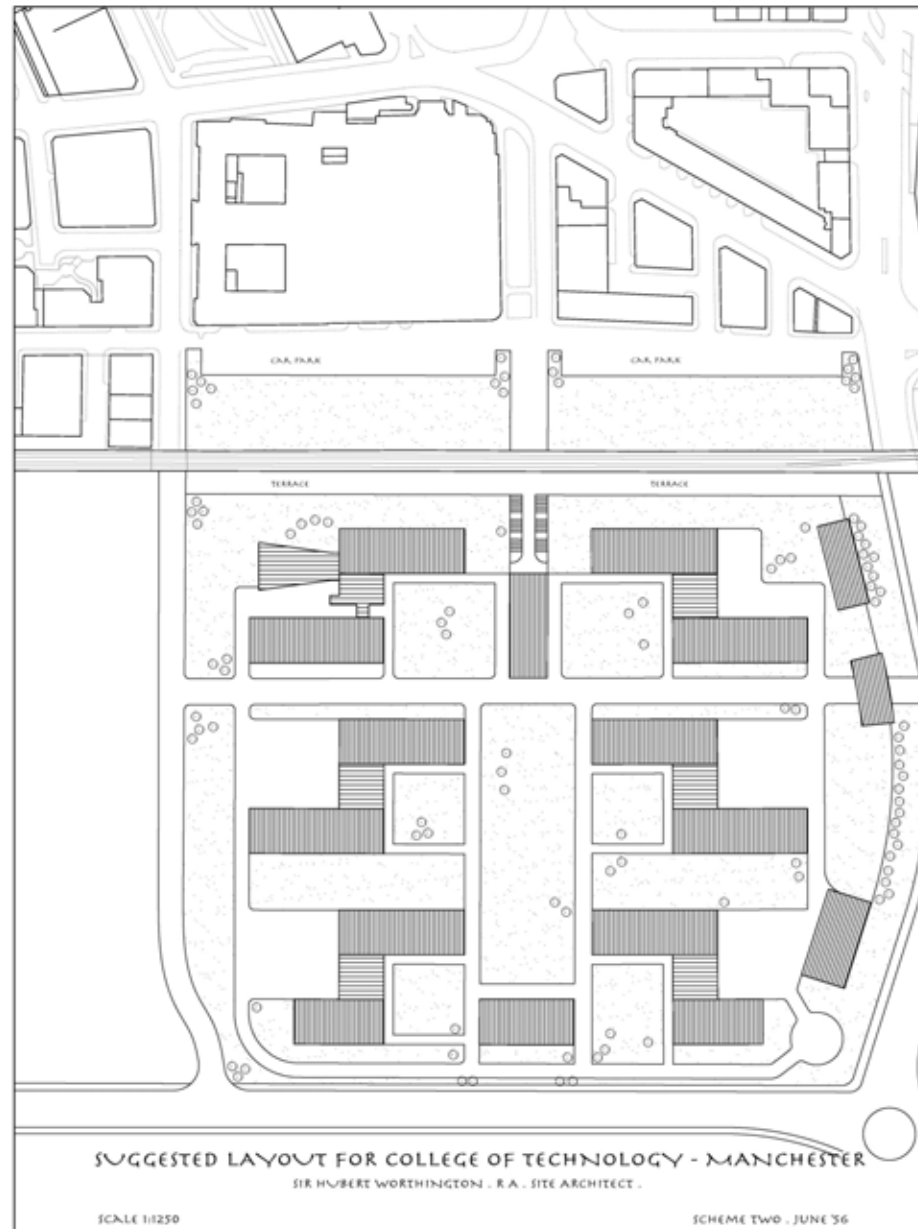 CAR PARK
CAR PARK
TERRACE
TERRACE
SUGGESTED LAYOUT FOR COLLEGE OF TECHNOLOGY - MANCHESTER
SIR HUBERT WORTHINGTON . R A . SITE ARCHITECT .
SCALE 1:1250
SCHEME TWO . JUNE '56